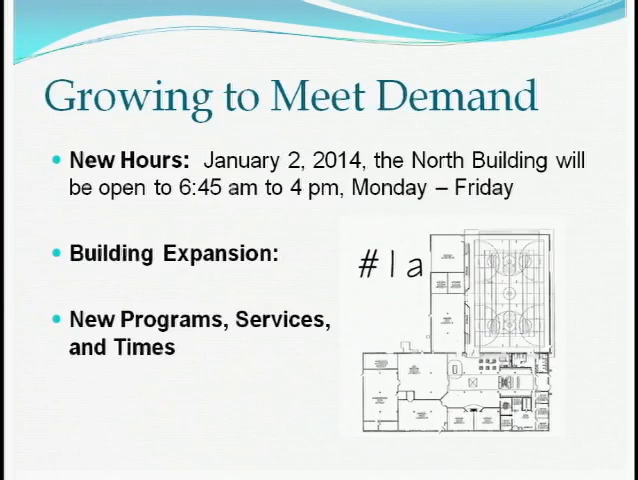 Growing to Meet Demand
New Hours: January 2, 2014, the North Building will
be open to 6:45 am to 4 pm, Monday – Friday
Building Expansion:
#1a
New Programs, Services,
and Times